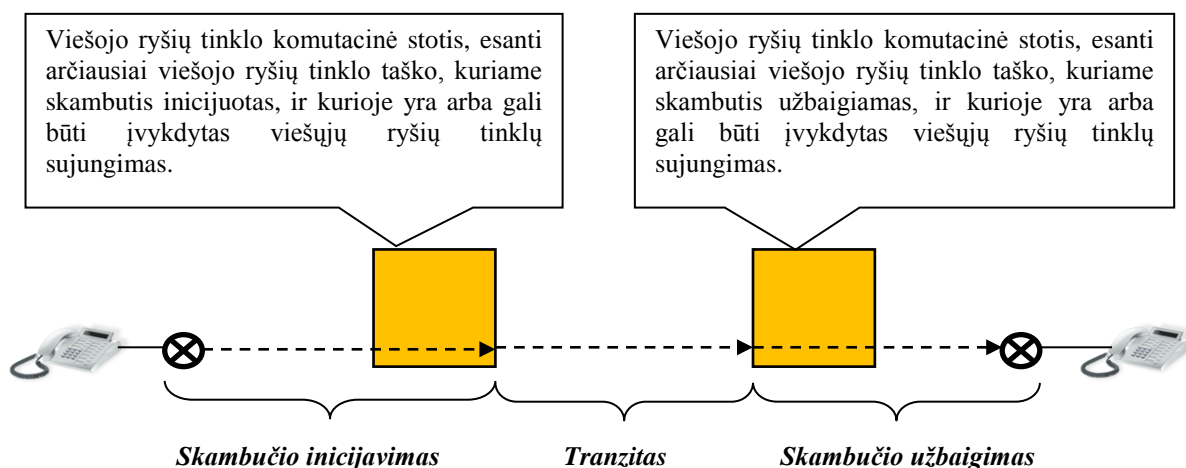 Viešojo ryšių tinklo komutacinė stotis, esanti
arčiausiai viešojo ryšių tinklo taško, kuriame
skambutis inicijuotas, ir kurioje yra arba gali
būti įvykdytas viešųjų ryšių tinklų
sujungimas.
Viešojo ryšių tinklo komutacinė stotis, esanti
arčiausiai viešojo ryšių tinklo taško, kuriame
skambutis užbaigiamas, ir kurioje yra arba
gali būti įvykdytas viešųjų ryšių tinklų
sujungimas.
Skambučio inicijavimas
Tranzitas
Skambučio užbaigimas